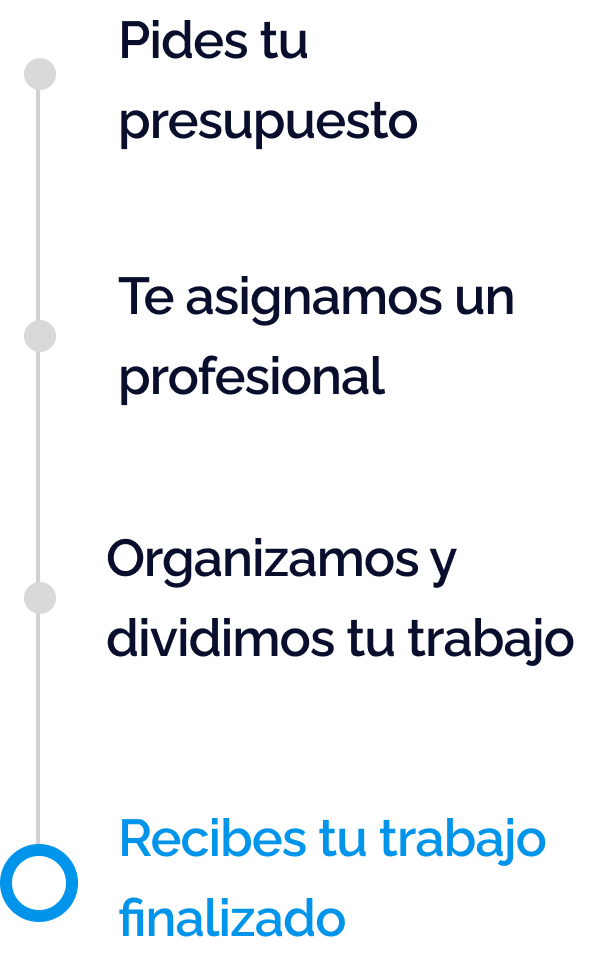 Pides tu
presupuesto
Te asignamos un
profesional
Organizamos y
dividimos tu trabajo
Recibes tu trabajo
finalizado